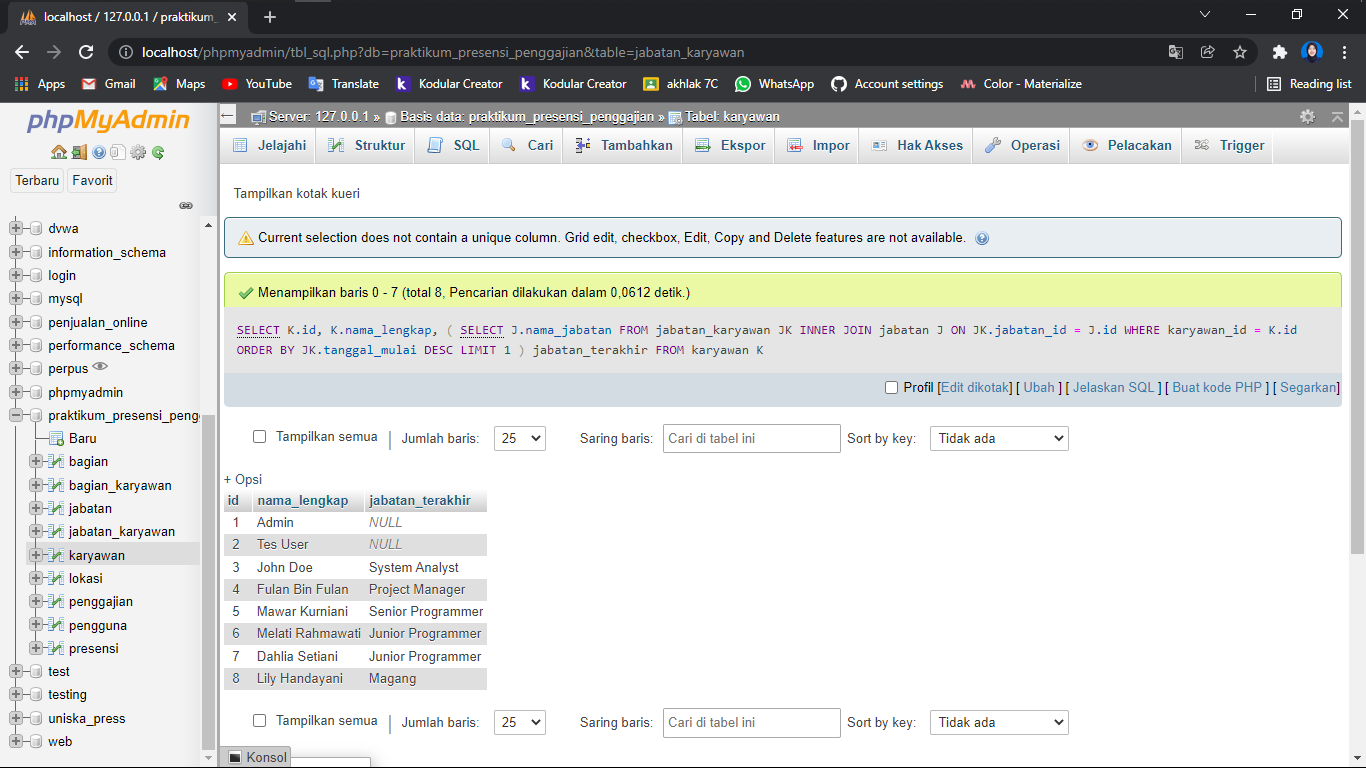 localhost / 127.0.0.1 / praktikum_
localhost/phpmyadmin/tbl_sql.php?db=praktikum_presensi_penggajian&table=jabatan_karyawan
Apps Gmail Maps YouTube Translate Kodular Creator Kodular Creator akhlak 7C WhatsApp Account settings Color - Materialize Reading list
phpMyAdmin
Terbaru Favorit
dvwa
information_schema
login
mysql
penjualan_online
performance_schema
perpus
phpmyadmin
praktikum_presensi_peng
Baru
bagian
bagian_karyawan
jabatan
jabatan_karyawan
karyawan
lokasi
penggajian
pengguna
presensi
test
testing
uniska_press
web
Server: 127.0.0.1 » Basis data: praktikum_presensi_penggajian » Tabel: karyawan
Jelajahi Struktur SQL Cari Tambahkan Ekspor Impor Hak Akses Operasi Pelacakan Trigger
Tampilkan kotak kueri
Current selection does not contain a unique column. Grid edit, checkbox, Edit, Copy and Delete features are not available.
Menampilkan baris 0 - 7 (total 8, Pencarian dilakukan dalam 0,0612 detik.)
SELECT K.id, K.nama_lengkap, ( SELECT J.nama_jabatan FROM jabatan_karyawan JK INNER JOIN jabatan J ON JK.jabatan_id = J.id WHERE karyawan_id = K.id
ORDER BY JK.tanggal_mulai DESC LIMIT 1 ) jabatan_terakhir FROM karyawan K
Profil [Edit dikotak] [ Ubah ] [ Jelaskan SQL ] [ Buat kode PHP ] [ Segarkan]
Tampilkan semua | Jumlah baris: 25 Saring baris: Cari di tabel ini Sort by key: Tidak ada
+ Opsi
id nama_lengkap jabatan_terakhir
1 Admin NULL
2 Tes User NULL
3 John Doe System Analyst
4 Fulan Bin Fulan Project Manager
5 Mawar Kurniani Senior Programmer
6 Melati Rahmawati Junior Programmer
7 Dahlia Setiani Junior Programmer
8 Lily Handayani Magang
Tampilkan semua | Jumlah baris: 25 Saring baris: Cari di tabel ini Sort by key: Tidak ada
Konsol